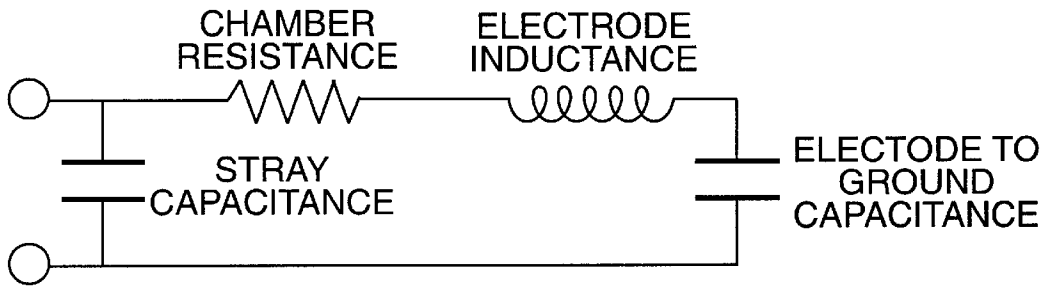 CHAMBER
RESISTANCE
ELECTRODE
INDUCTANCE
STRAY
CAPACITANCE
ELECTODE TO
GROUND
CAPACITANCE